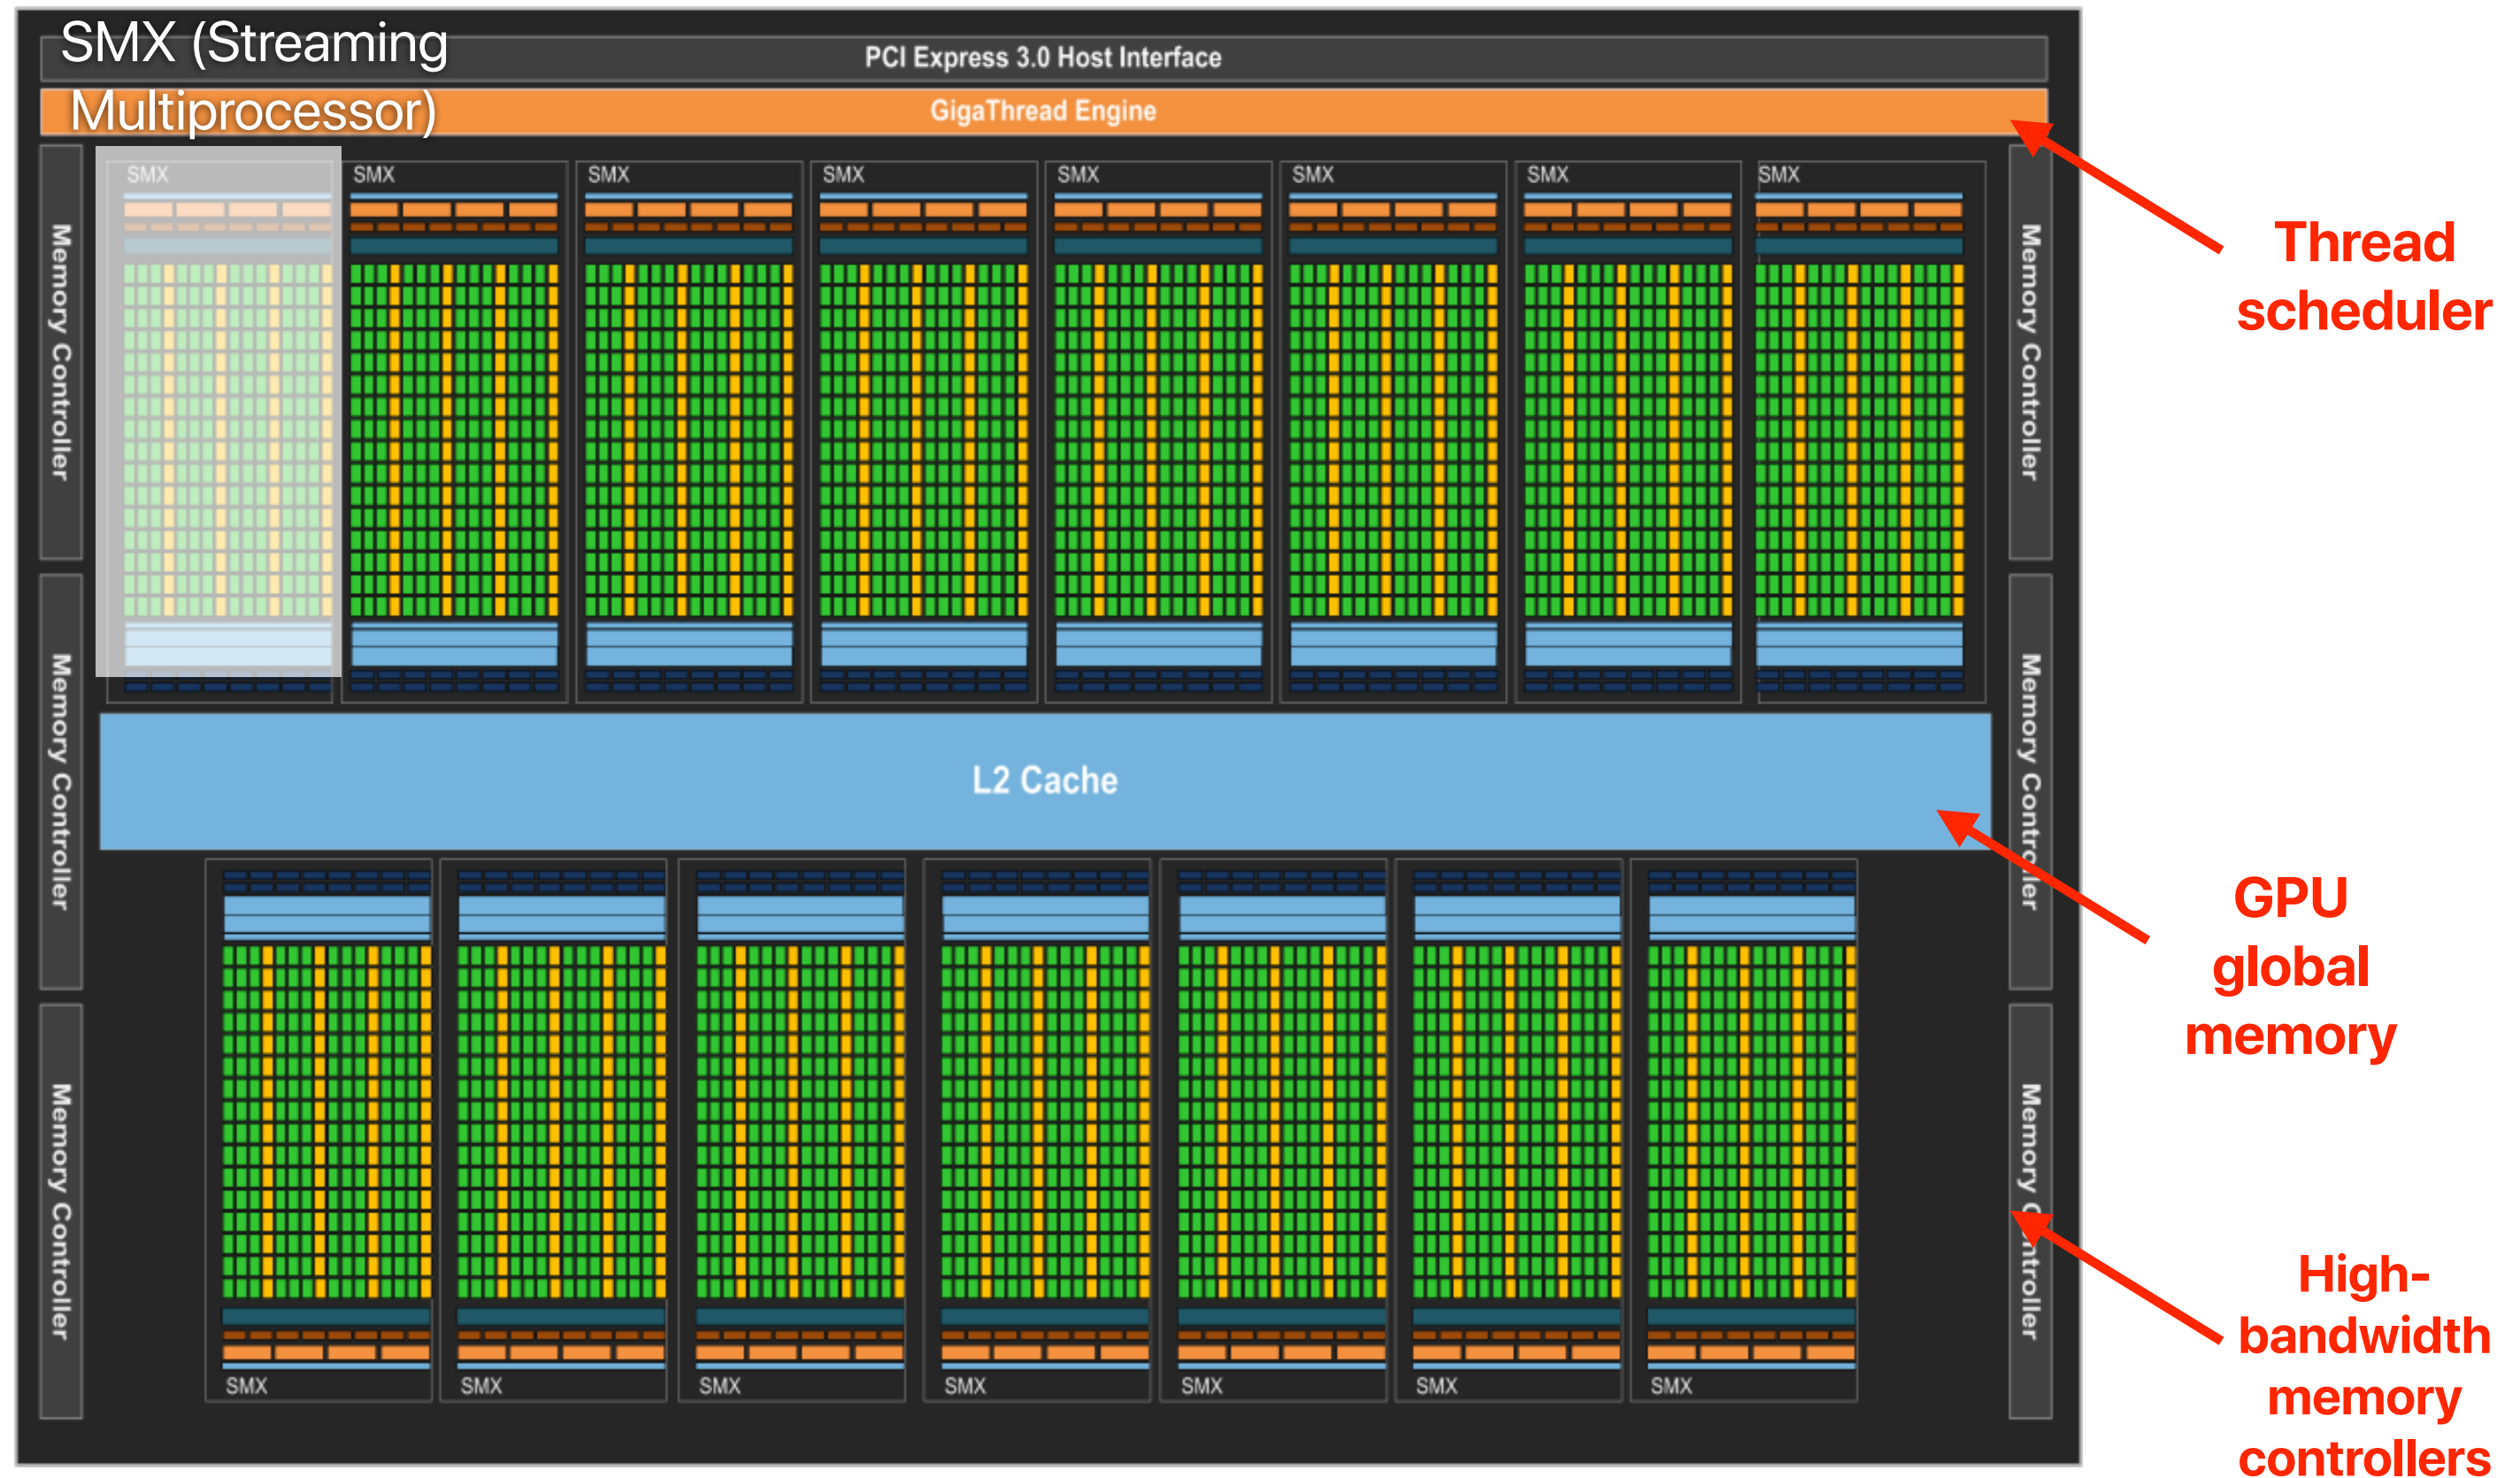 SMX (Streaming
Multiprocessor)
PCI Express 3.0 Host Interface
GigaThread Engine
SMX
SMX
SMX
SMX
SMX
SMX
SMX
SMX
Memory Controller
Memory Controller
Thread
scheduler
Memory Controller
Memory Controller
L2 Cache
GPU
global
memory
Memory Controller
Memory Controller
High-
bandwidth
memory
controllers
SMX
SMX
SMX
SMX
SMX
SMX
SMX